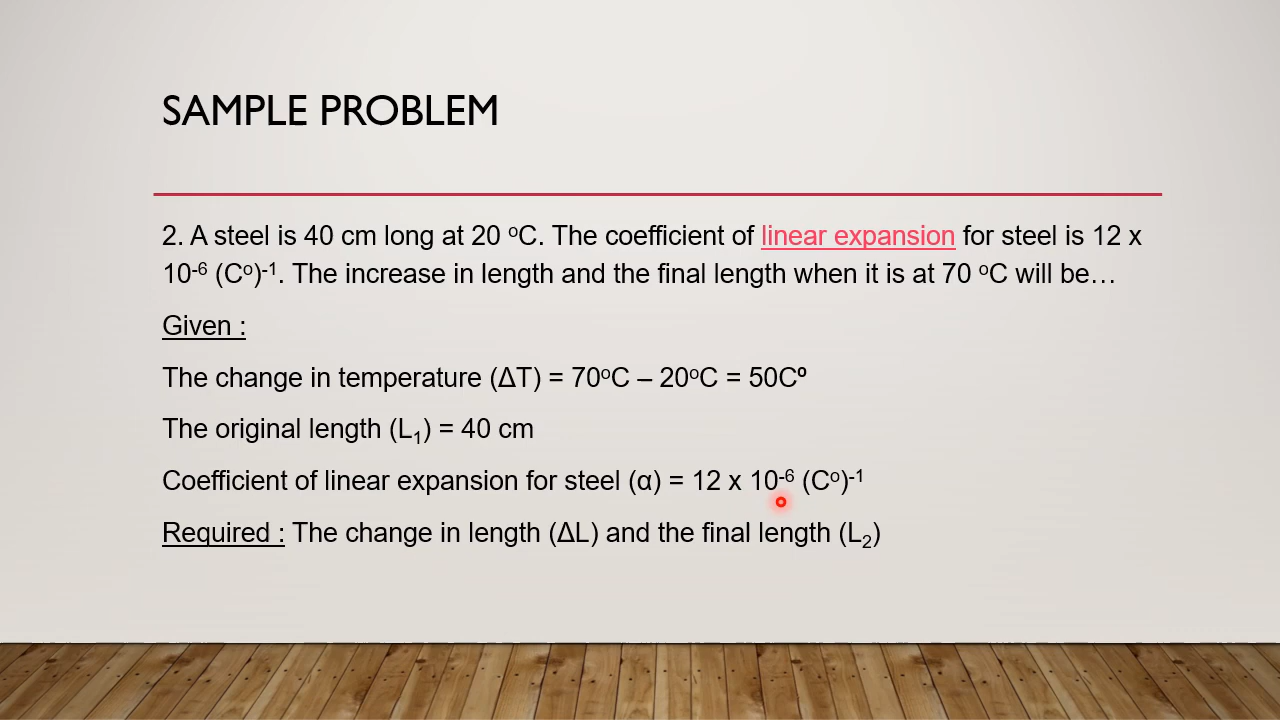 SAMPLE PROBLEM
2. A steel is 40 cm long at 20 ºC. The coefficient of linear expansion for steel is 12 x
10⁻⁶ (Cº)⁻¹. The increase in length and the final length when it is at 70 ºC will be…
Given :
The change in temperature (ΔT) = 70ºC – 20ºC = 50Cº
The original length (L₁) = 40 cm
Coefficient of linear expansion for steel (α) = 12 x 10⁻⁶ (Cº)⁻¹
Required : The change in length (ΔL) and the final length (L₂)